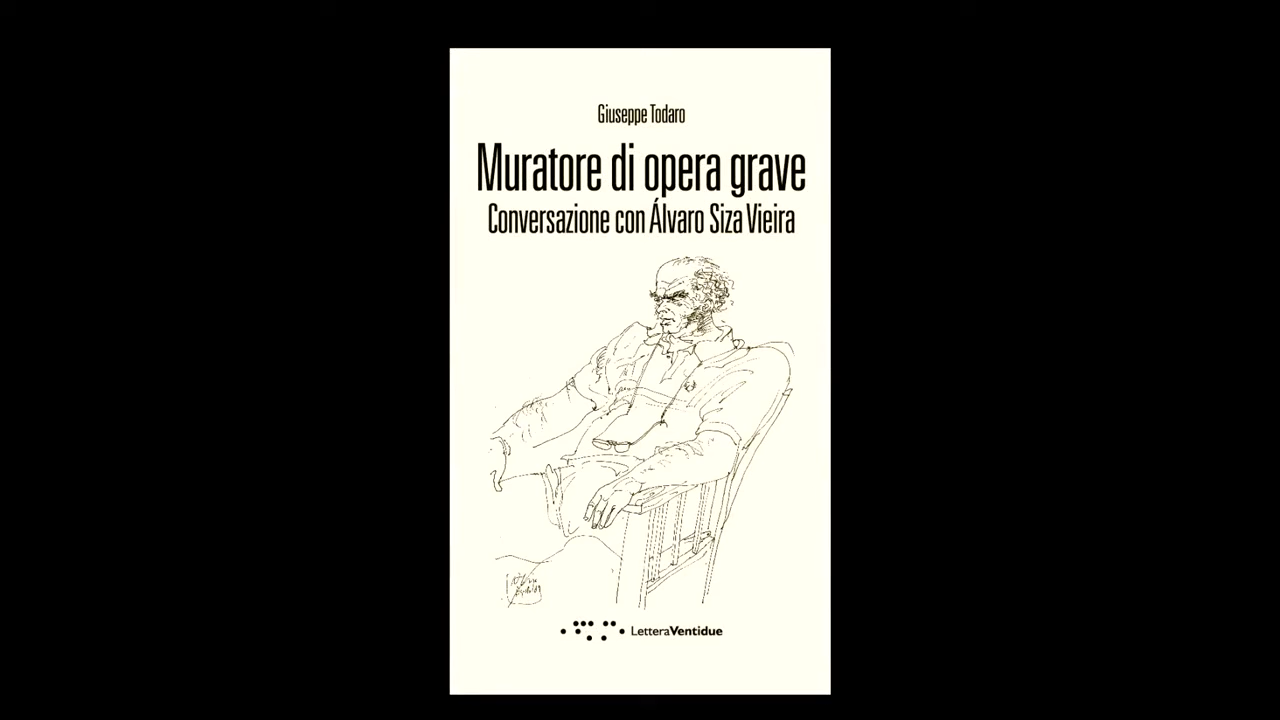 Giuseppe Todaro
Muratore di opera grave
Conversazione con Álvaro Siza Vieira
LetteraVentidue